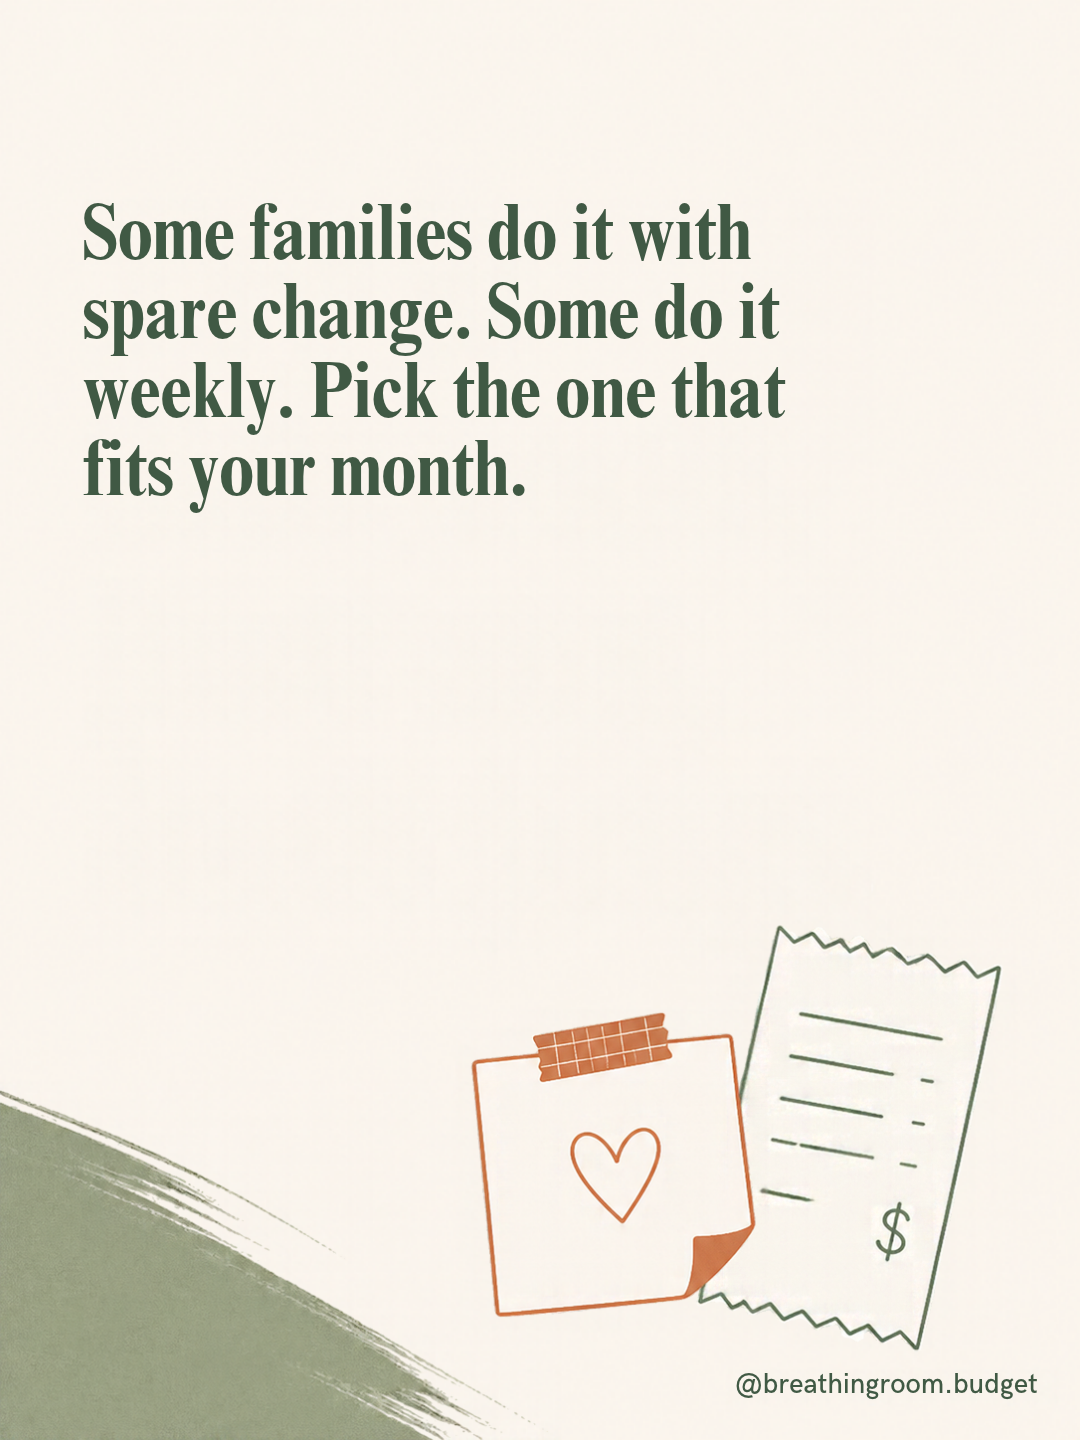 Some families do it with
spare change. Some do it
weekly. Pick the one that
fits your month.
$
@breathingroom.budget